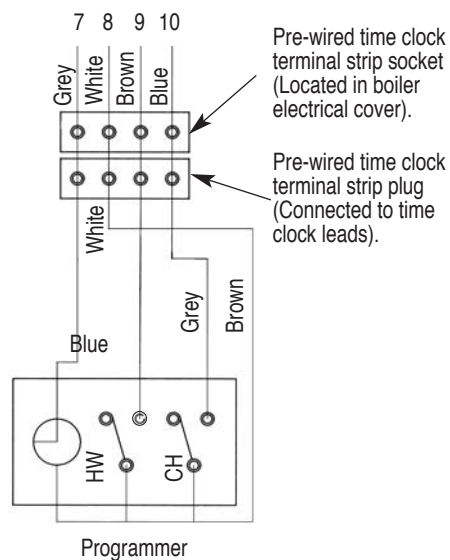 7 8 9 10
Grey
White
Brown
Blue
Pre-wired time clock
terminal strip socket
(Located in boiler
electrical cover).
Pre-wired time clock
terminal strip plug
(Connected to time
clock leads).
White
Grey
Brown
Blue
HW
CH
Programmer